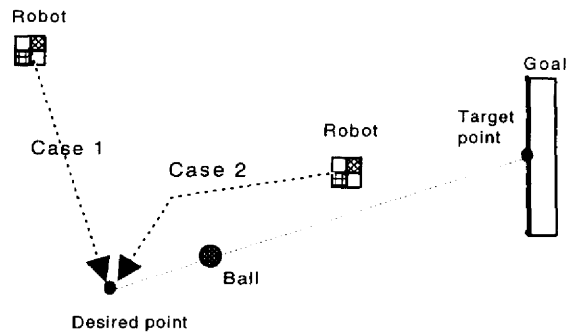 Robot
Goal
Case 1
Robot
Target
point
Case 2
Ball
Desired point